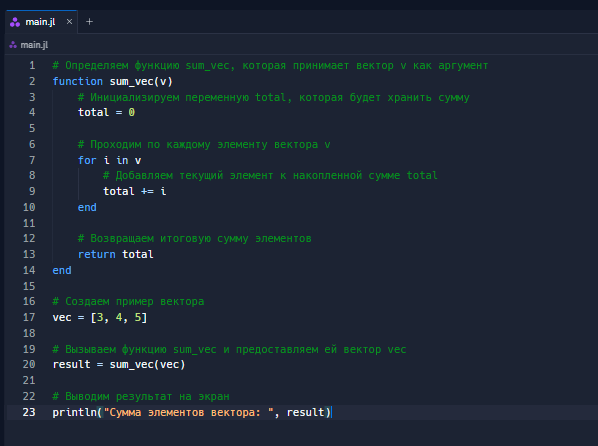 main.jl × +
main.jl
1 # Определяем функцию sum_vec, которая принимает вектор v как аргумент
2 function sum_vec(v)
3     # Инициализируем переменную total, которая будет хранить сумму
4     total = 0
5
6     # Проходим по каждому элементу вектора v
7     for i in v
8         # Добавляем текущий элемент к накопленной сумме total
9         total += i
10     end
11
12     # Возвращаем итоговую сумму элементов
13     return total
14 end
15
16 # Создаем пример вектора
17 vec = [3, 4, 5]
18
19 # Вызываем функцию sum_vec и предоставляем ей вектор vec
20 result = sum_vec(vec)
21
22 # Выводим результат на экран
23 println("Сумма элементов вектора: ", result)